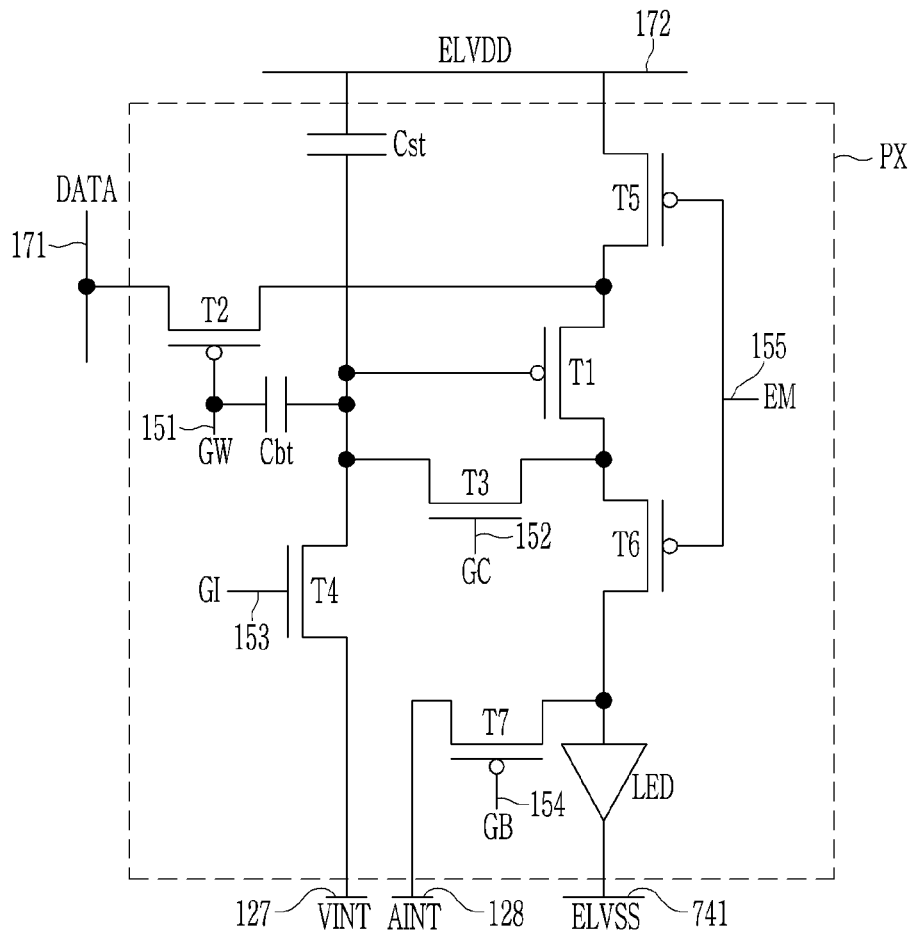 172
ELVDD
Cst
PX
DATA
T5
171
T2
T1
155
EM
151
GW
Cbt
T3
T6
152
GC
GI
T4
153
T7
LED
154
GB
127
VINT
AINT
128
ELVSS
741